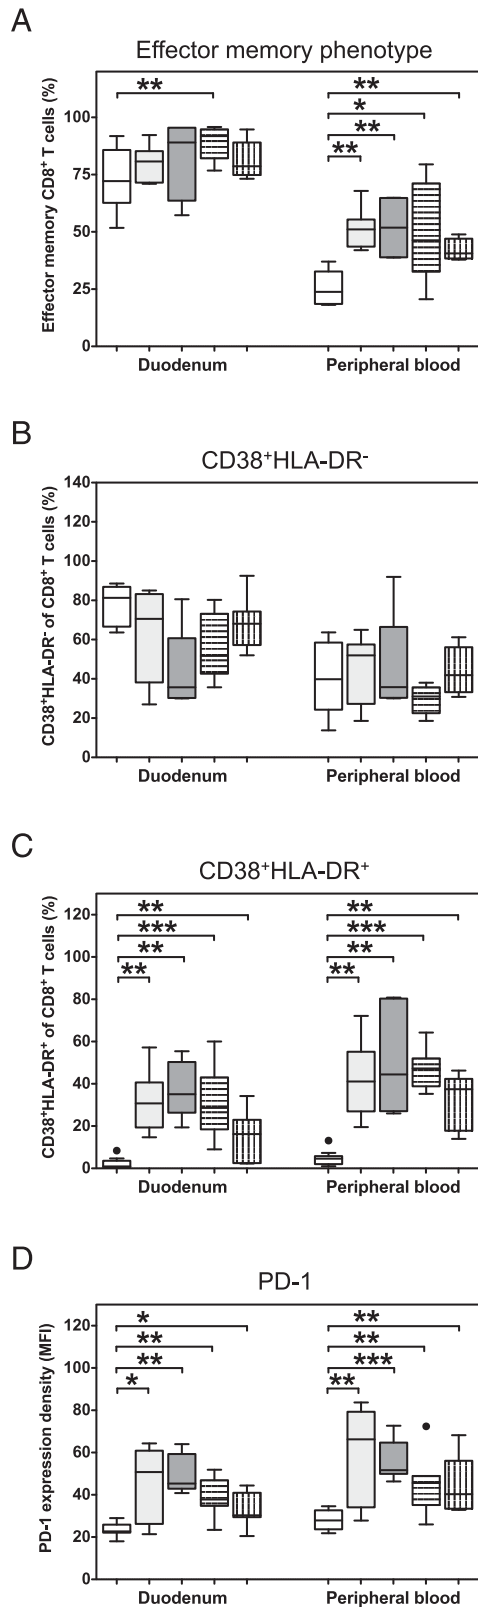 A
Effector memory phenotype
Effector memory CD8⁺ T cells (%)
100
75
50
25
0
**
**
*
**
**
Duodenum
Peripheral blood
B
CD38⁺HLA-DR⁻
CD38⁺HLA-DR⁻ of CD8⁺ T cells (%)
140
120
100
80
60
40
20
0
Duodenum
Peripheral blood
C
CD38⁺HLA-DR⁺
CD38⁺HLA-DR⁺ of CD8⁺ T cells (%)
120
100
80
60
40
20
0
**
***
**
**
**
***
**
**
Duodenum
Peripheral blood
D
PD-1
PD-1 expression density (MFI)
120
100
80
60
40
20
0
*
**
**
*
**
**
***
**
Duodenum
Peripheral blood